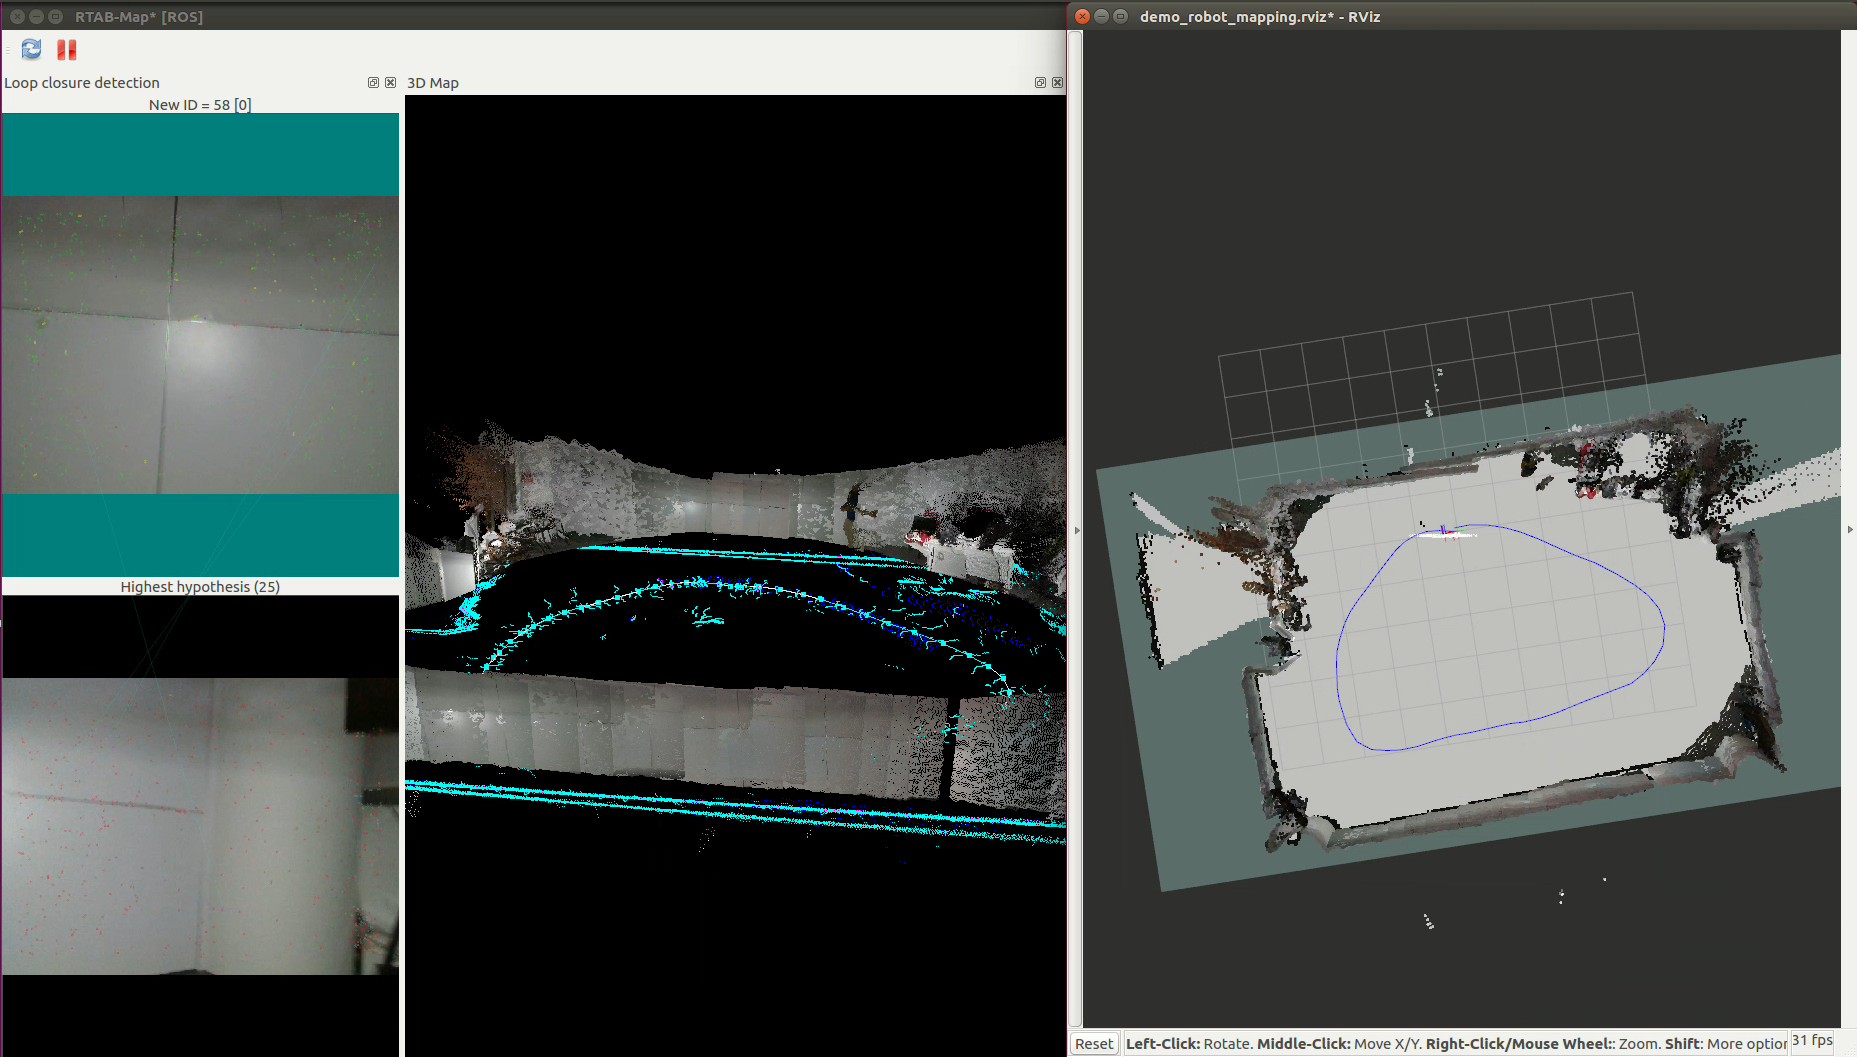 RTAB-Map* [ROS]
demo_robot_mapping.rviz* - RViz
Loop closure detection
3D Map
New ID = 58 [0]
Highest hypothesis (25)
Reset
Left-Click: Rotate. Middle-Click: Move X/Y. Right-Click/Mouse Wheel:: Zoom. Shift: More option
31 fps